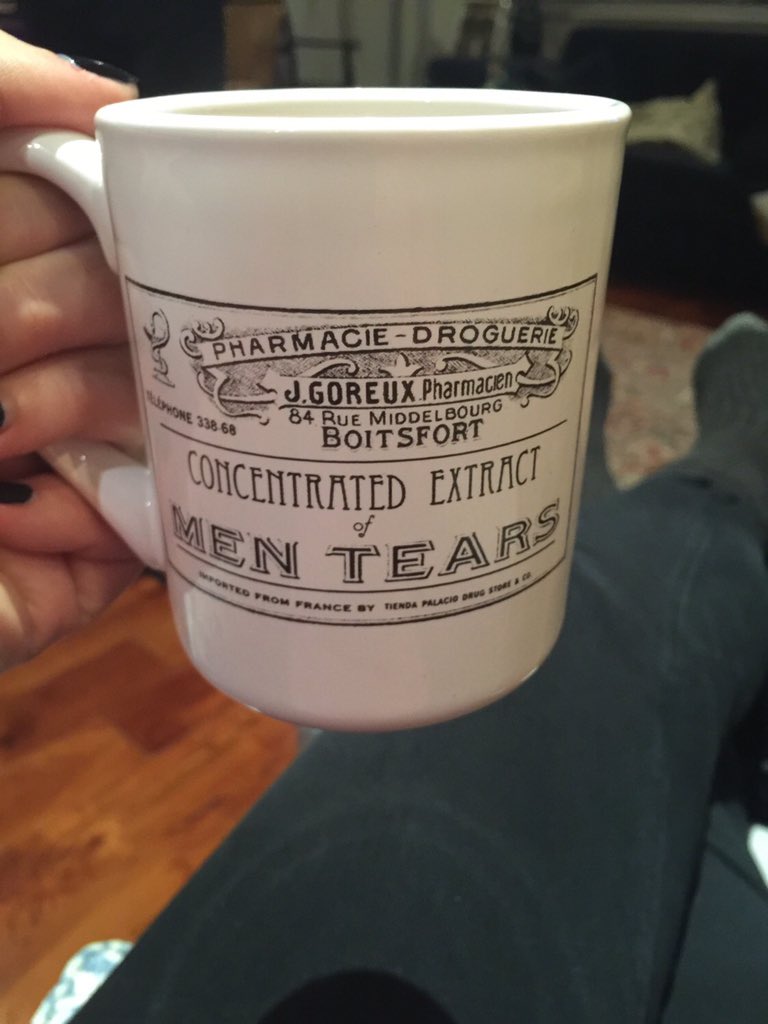 PHARMACIE-DROGUERIE
J.GOREUX.Pharmacien
TÉLÉPHONE 338-68
84 RUE MIDDELBOURG
BOITSFORT
CONCENTRATED EXTRACT
of
MEN TEARS
IMPORTED FROM FRANCE BY TIENDA PALACIO DRUG STORE & CO.